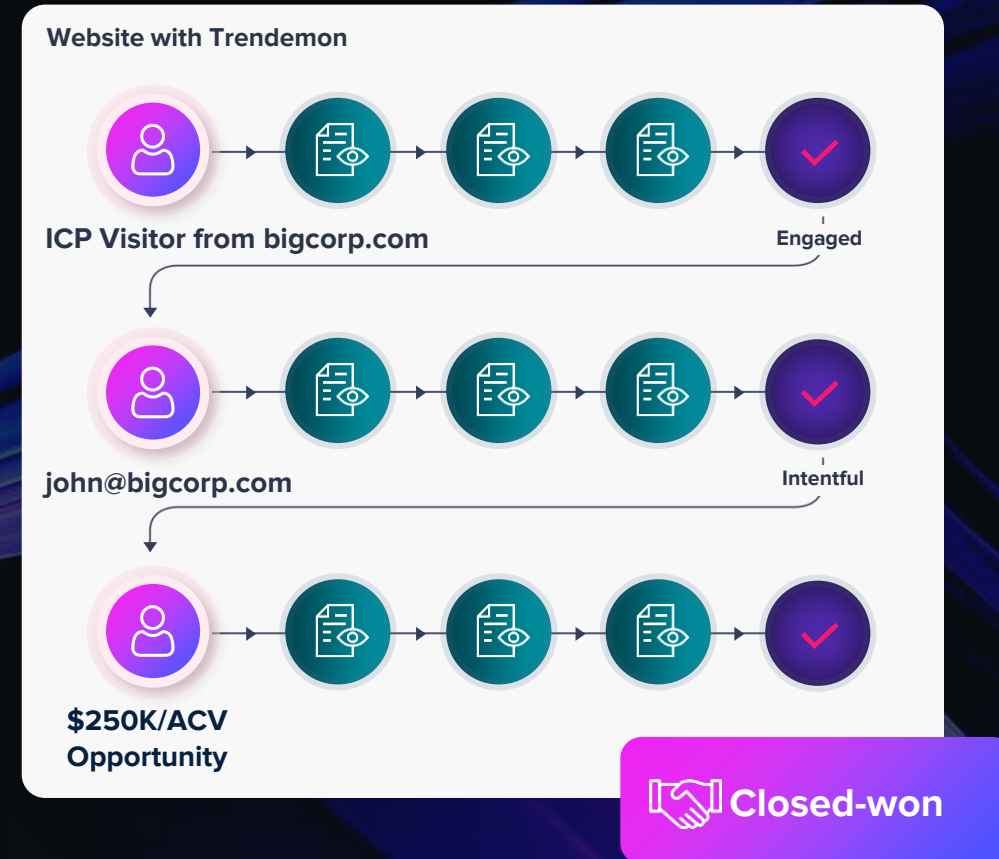 Website with Trendemon
ICP Visitor from bigcorp.com
Engaged
john@bigcorp.com
Intentful
$250K/ACV
Opportunity
Closed-won